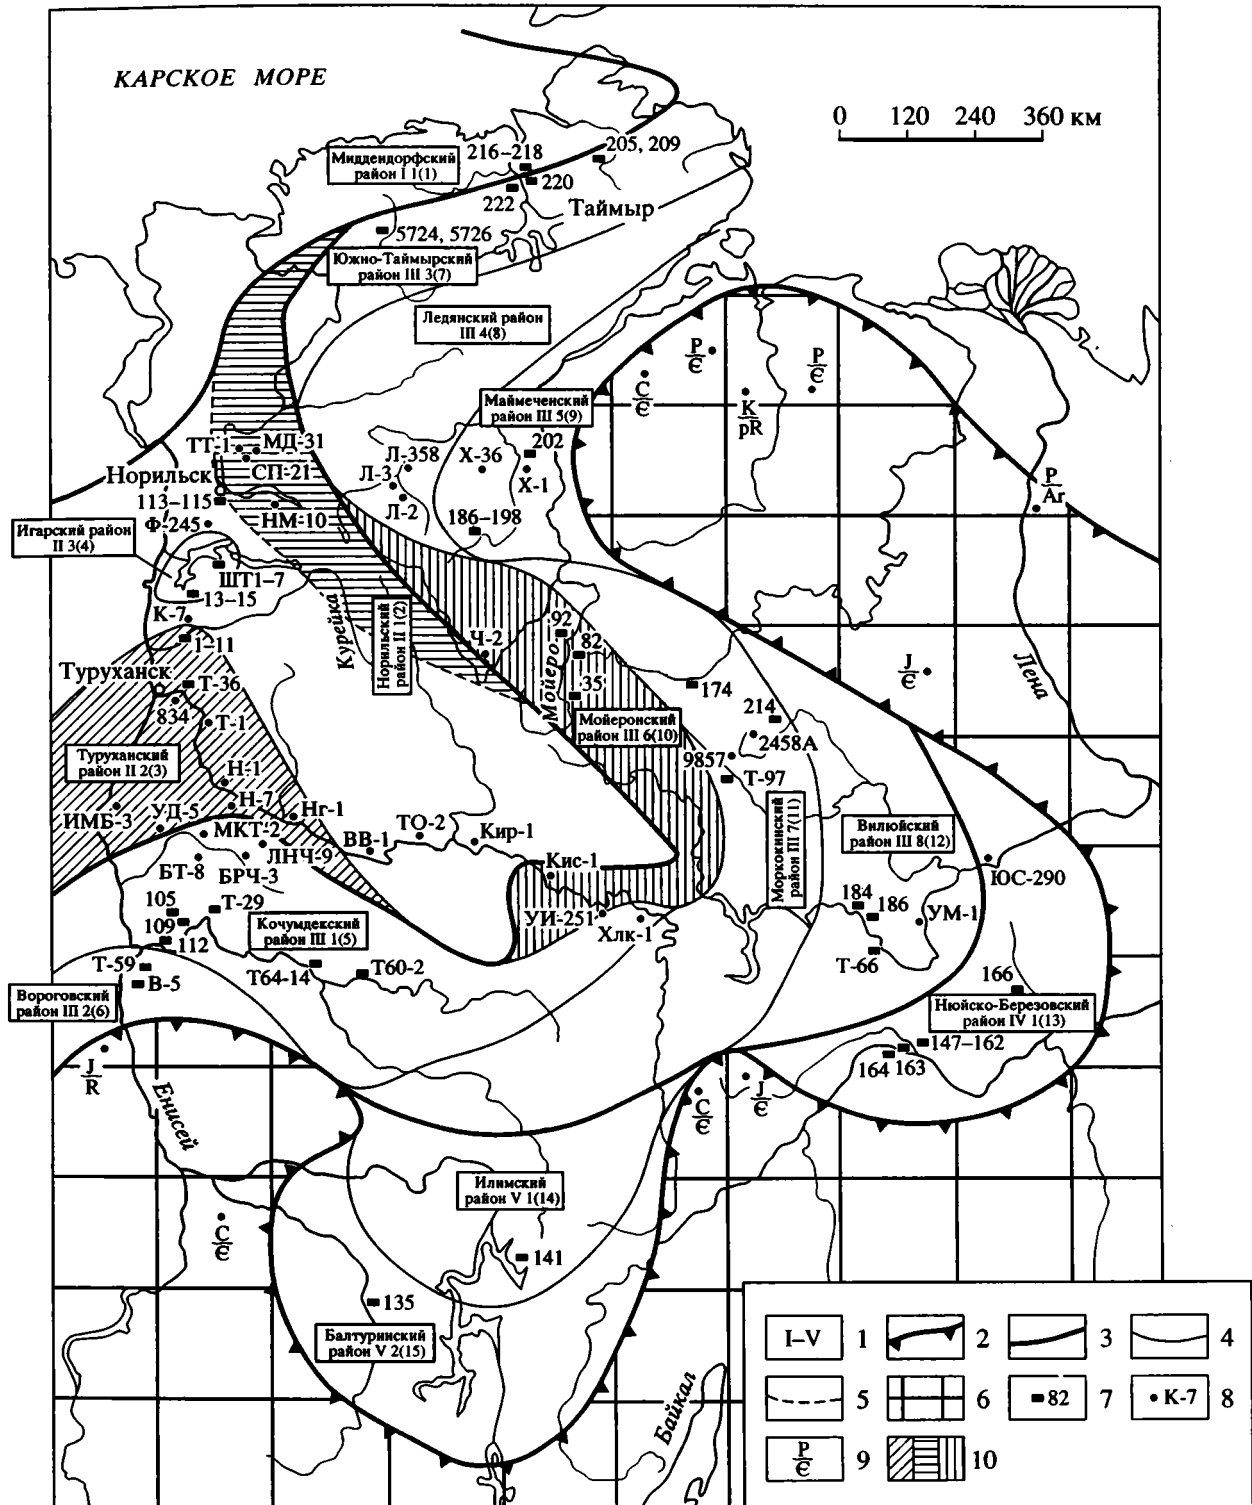 КАРСКОЕ МОРЕ
0 120 240 360 км
216–218
205, 209
Миддендорфский
район I 1(1)
220
222
Таймыр
5724, 5726
Южно-Таймырский
район III 3(7)
Ледянский район
III 4(8)
P
Є
P
Є
C
Є
K
pR
Маймеченский
район III 5(9)
202
ТТ-1
МД-31
СП-21
Л-358
Х-36
Л-3
Х-1
Норильск
113–115
Л-2
P
Ar
НМ-10
Ф-245
186–198
Игарский район
II 3(4)
ШТ1–7
13–15
К-7
1–11
Курейка
Норильский
район II 1(2)
Ч-2
92
82
Мойеро
35
J
Є
Лена
Туруханск
Т-36
834
Т-1
174
214
Мойеронский
район III 6(10)
2458А
9857
Т-97
Туруханский
район II 2(3)
Н-1
Н-7
Нг-1
ИМБ-3
УД-5
МКТ-2
ВВ-1
ТО-2
Кир-1
Моркокинский
район III 7(11)
Вилюйский
район III 8(12)
ЛНЧ-9
БТ-8
БРЧ-3
Кис-1
ЮС-290
105
Т-29
184
186
УМ-1
109
112
Кочумдекский
район III 1(5)
УИ-251
Хлк-1
Т-59
В-5
Т64-14
Т60-2
Т-66
166
Вороговский
район III 2(6)
Нюйско-Березовский
район IV 1(13)
147–162
164
163
J
R
Енисей
C
Є
J
Є
Илимский
район V 1(14)
C
Є
141
135
Балтуринский
район V 2(15)
Байкал
I–V 1
2
3
4
5
6
82 7
К-7 8
P
Є
9
10